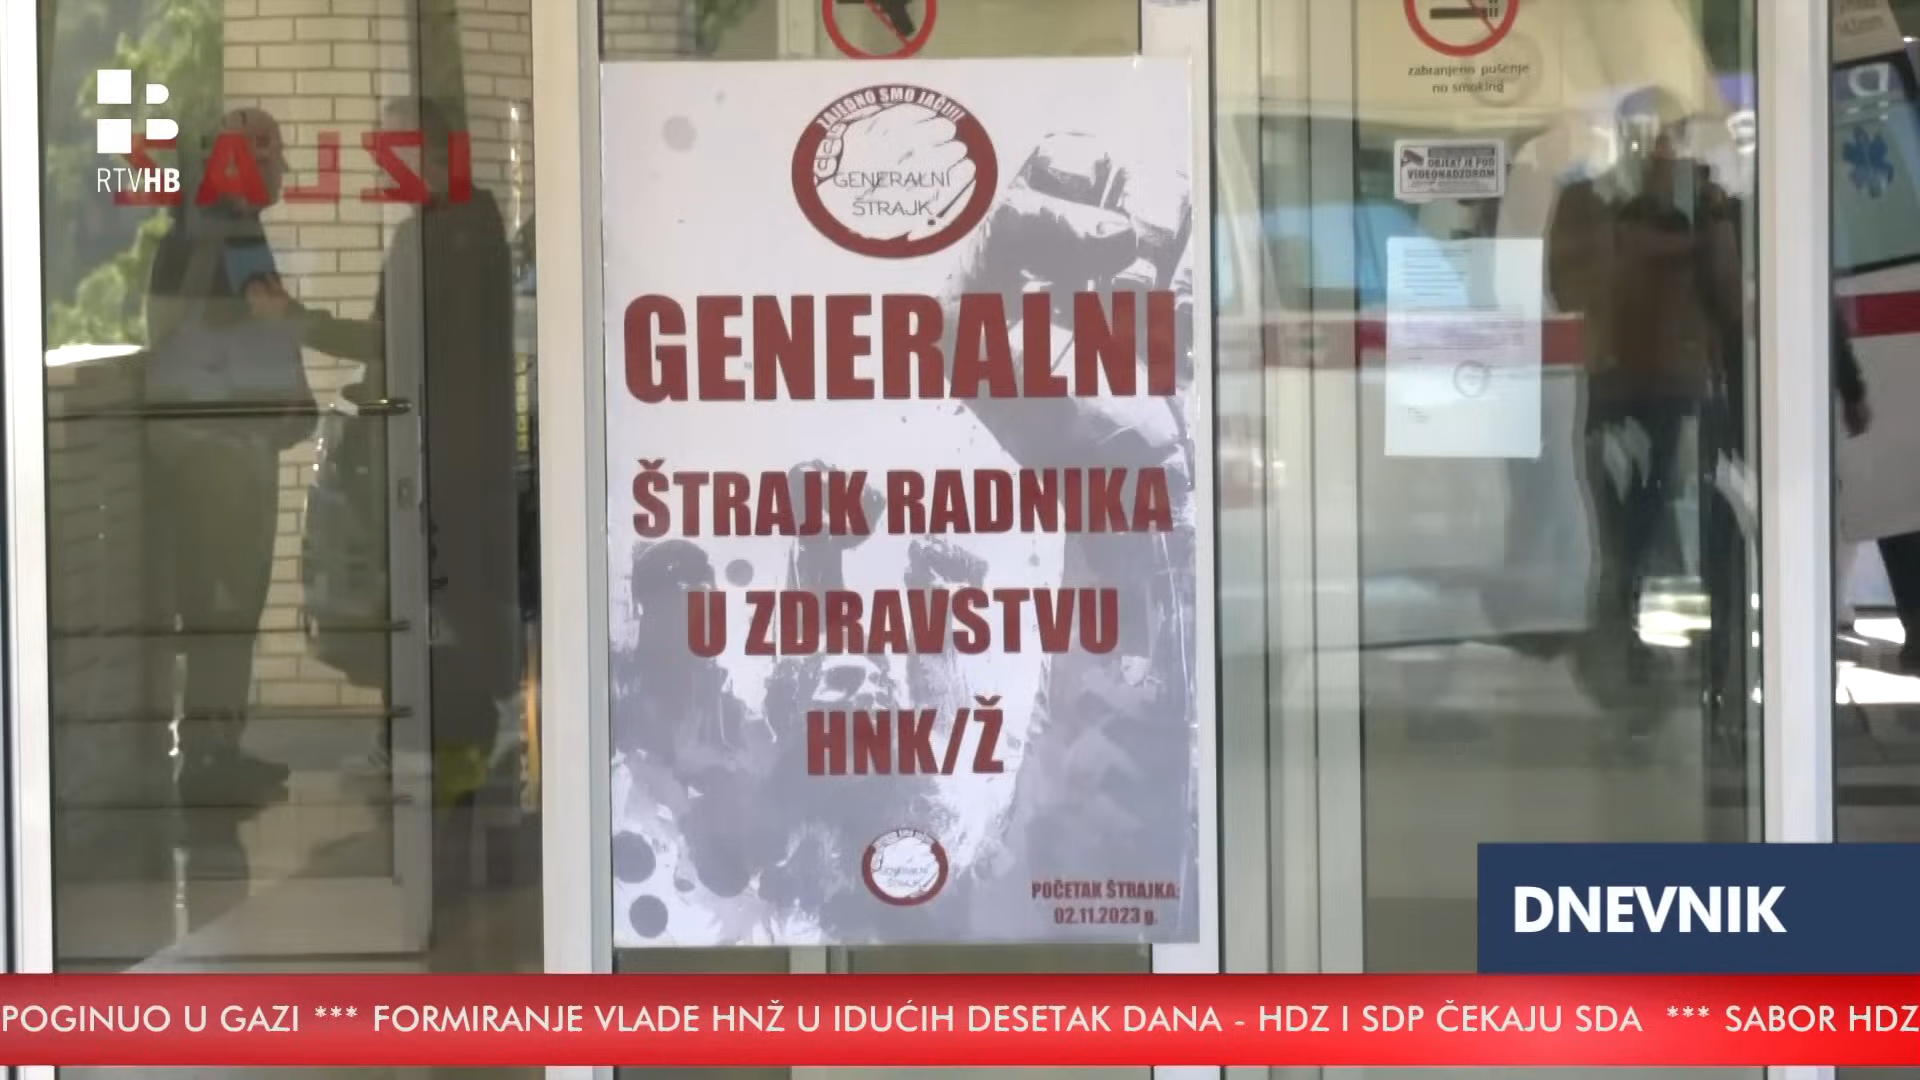 RTVHB
IZLAZ
zabranjeno pušenje
no smoking
OBJEKT JE POD
VIDEONADZOROM
ZAJEDNO SMO JAČI!!!
GENERALNI
ŠTRAJK
GENERALNI
ŠTRAJK RADNIKA
U ZDRAVSTVU
HNK/Ž
POČETAK ŠTRAJKA:
02.11.2023 g.
DNEVNIK
POGINUO U GAZI *** FORMIRANJE VLADE HNŽ U IDUĆIH DESETAK DANA - HDZ I SDP ČEKAJU SDA *** SABOR HDZ